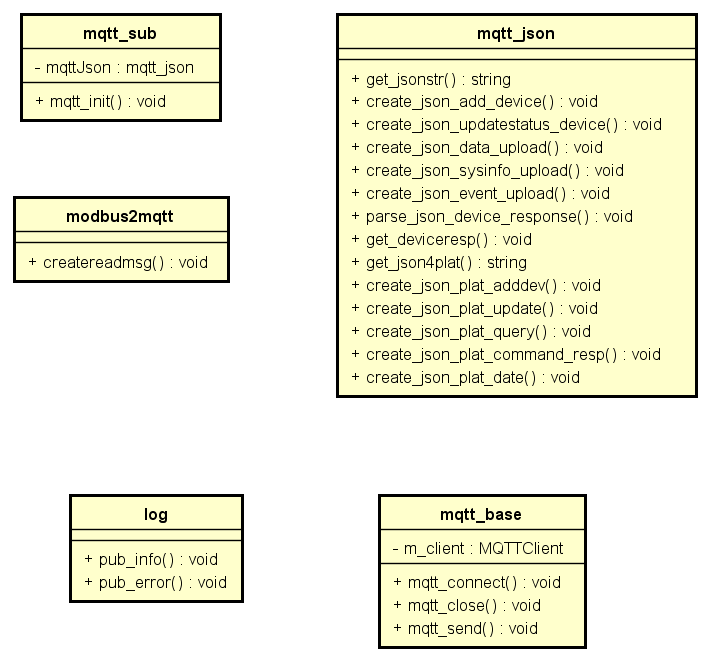 mqtt_sub
- mqttJson : mqtt_json
+ mqtt_init() : void
mqtt_json
+ get_jsonstr() : string
+ create_json_add_device() : void
+ create_json_updatestatus_device() : void
+ create_json_data_upload() : void
+ create_json_sysinfo_upload() : void
+ create_json_event_upload() : void
+ parse_json_device_response() : void
+ get_deviceresp() : void
+ get_json4plat() : string
+ create_json_plat_adddev() : void
+ create_json_plat_update() : void
+ create_json_plat_query() : void
+ create_json_plat_command_resp() : void
+ create_json_plat_date() : void
modbus2mqtt
+ createreadmsg() : void
log
+ pub_info() : void
+ pub_error() : void
mqtt_base
- m_client : MQTTClient
+ mqtt_connect() : void
+ mqtt_close() : void
+ mqtt_send() : void